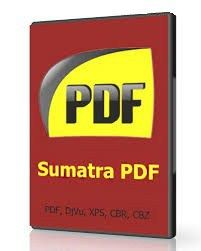 PDF
Sumatra PDF
PDF, DjVu, XPS, CBR, CBZ